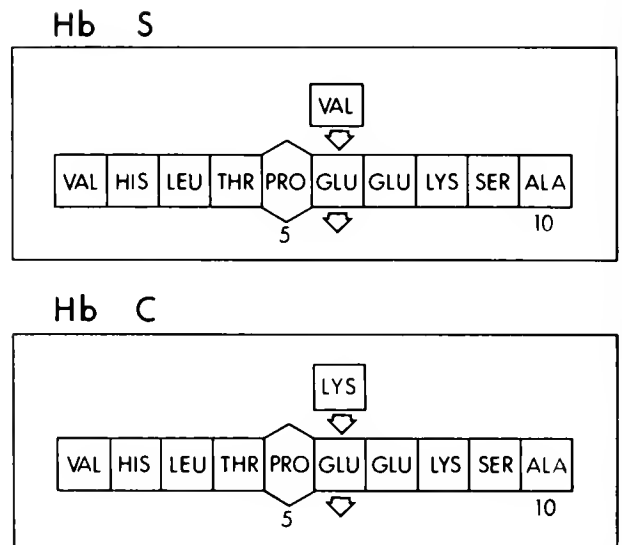 Hb S
VAL
VAL HIS LEU THR PRO GLU GLU LYS SER ALA
5 10
Hb C
LYS
VAL HIS LEU THR PRO GLU GLU LYS SER ALA
5 10